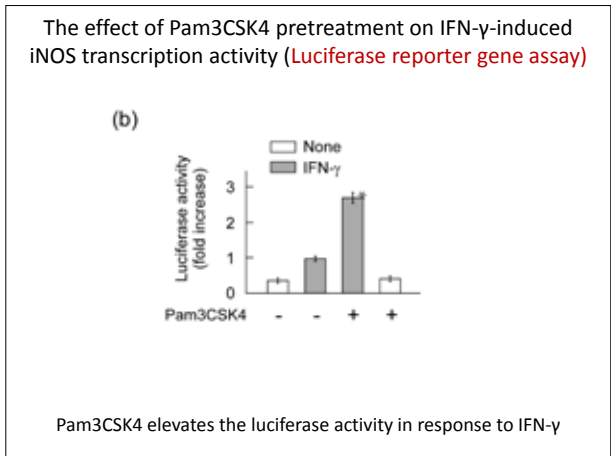 The effect of Pam3CSK4 pretreatment on IFN-γ-induced
iNOS transcription activity (Luciferase reporter gene assay)
(b)
None
IFN-γ
Luciferase activity
(fold increase)
3
2
1
0
Pam3CSK4 - - + +
Pam3CSK4 elevates the luciferase activity in response to IFN-γ